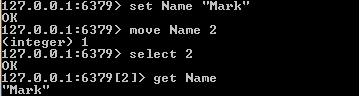 127.0.0.1:6379> set Name "Mark"
OK
127.0.0.1:6379> move Name 2
(integer) 1
127.0.0.1:6379> select 2
OK
127.0.0.1:6379[2]> get Name
"Mark"